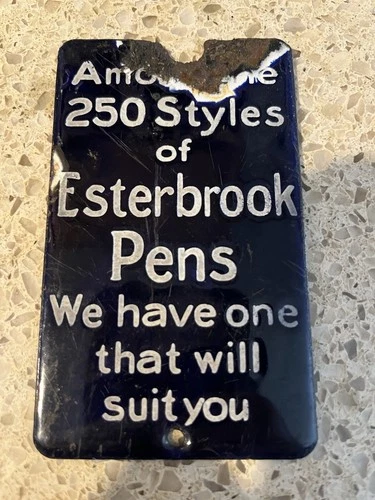 250 Styles
of
Esterbrook
Pens
We have one
that will
suit you